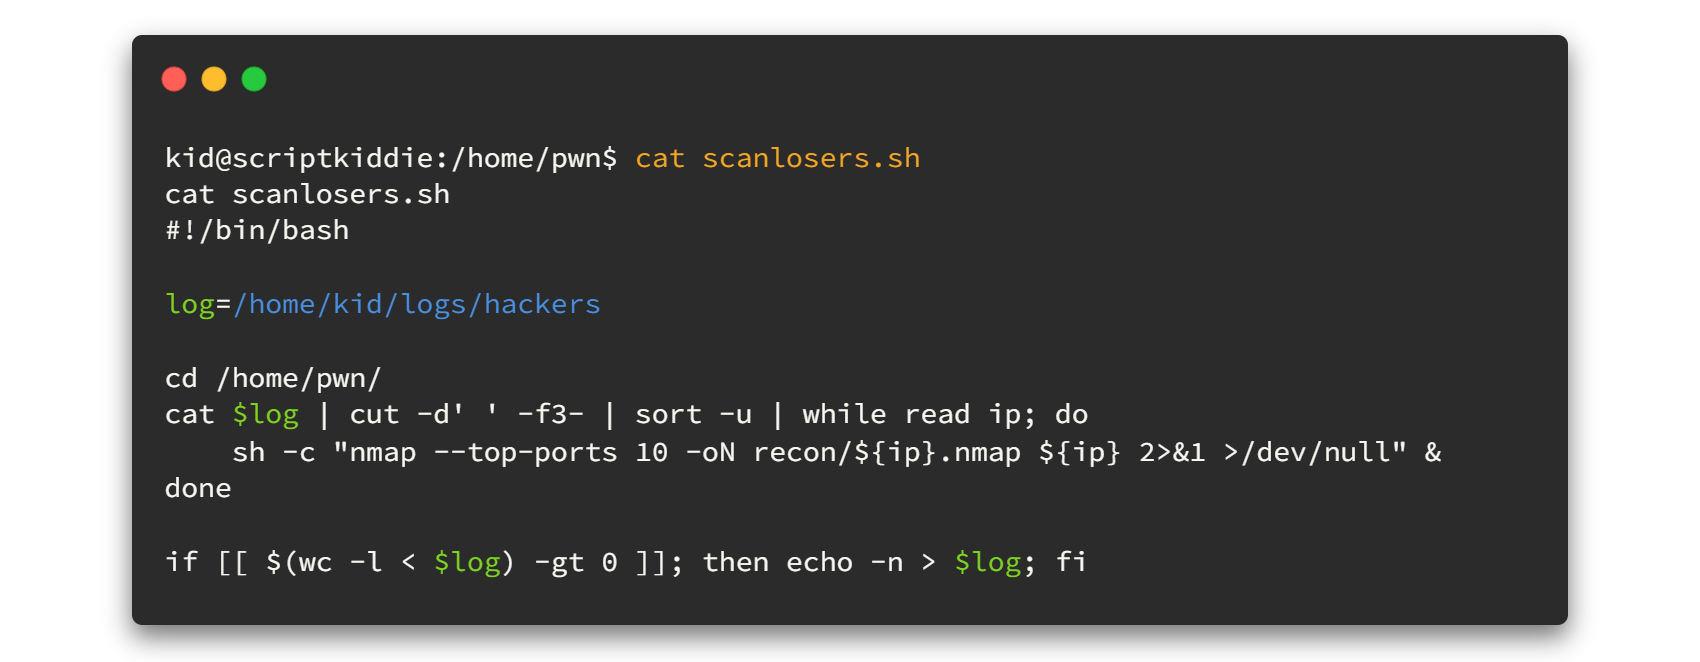 kid@scriptkiddie:/home/pwn$ cat scanlosers.sh
cat scanlosers.sh
#!/bin/bash
log=/home/kid/logs/hackers
cd /home/pwn/
cat $log | cut -d' ' -f3- | sort -u | while read ip; do
    sh -c "nmap --top-ports 10 -oN recon/${ip}.nmap ${ip} 2>&1 >/dev/null" &
done
if [[ $(wc -l < $log) -gt 0 ]]; then echo -n > $log; fi